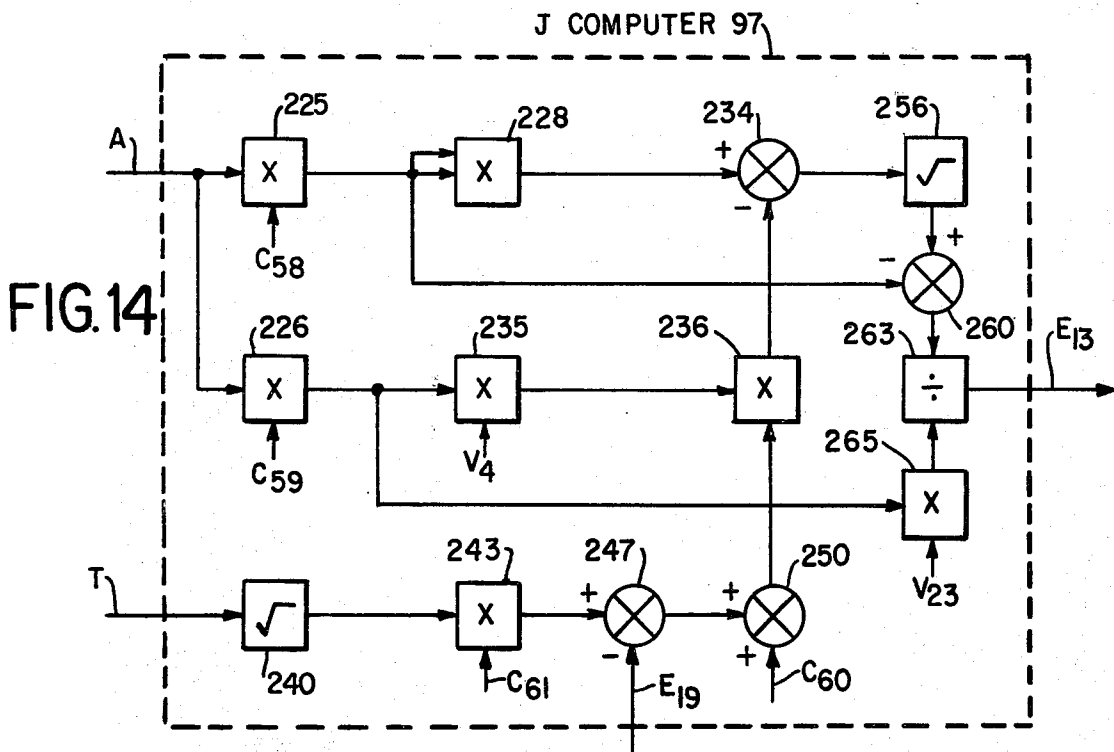 J COMPUTER 97
A
225
X
C58
228
X
234
+
-
256
√
+
-
260
FIG. 14
226
X
C59
235
X
V4
236
X
263
÷
E13
265
X
V23
T
240
√
243
X
C61
247
+
-
E19
250
+
+
C60